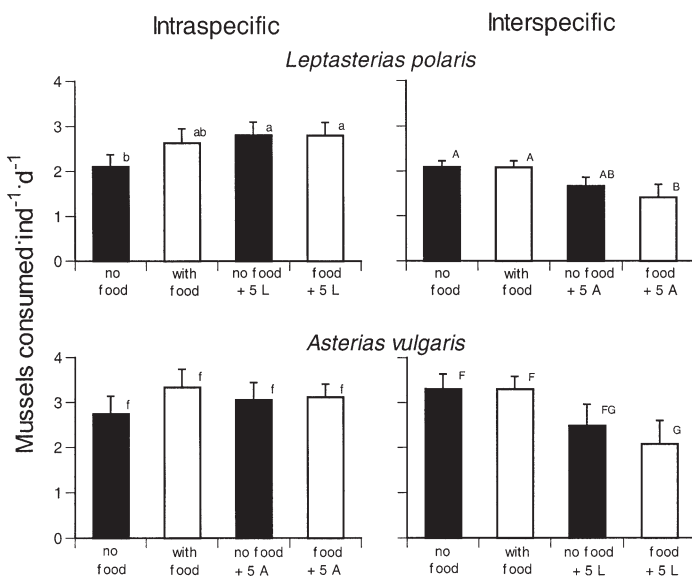 Intraspecific Interspecific
Leptasterias polaris
Mussels consumed·ind⁻¹·d⁻¹
4
3
2
1
0
b
ab
a
a
no food
with food
no food + 5 L
food + 5 L
A
A
AB
B
no food
with food
no food + 5 A
food + 5 A
Asterias vulgaris
4
3
2
1
0
f
f
f
f
no food
with food
no food + 5 A
food + 5 A
F
F
FG
G
no food
with food
no food + 5 L
food + 5 L